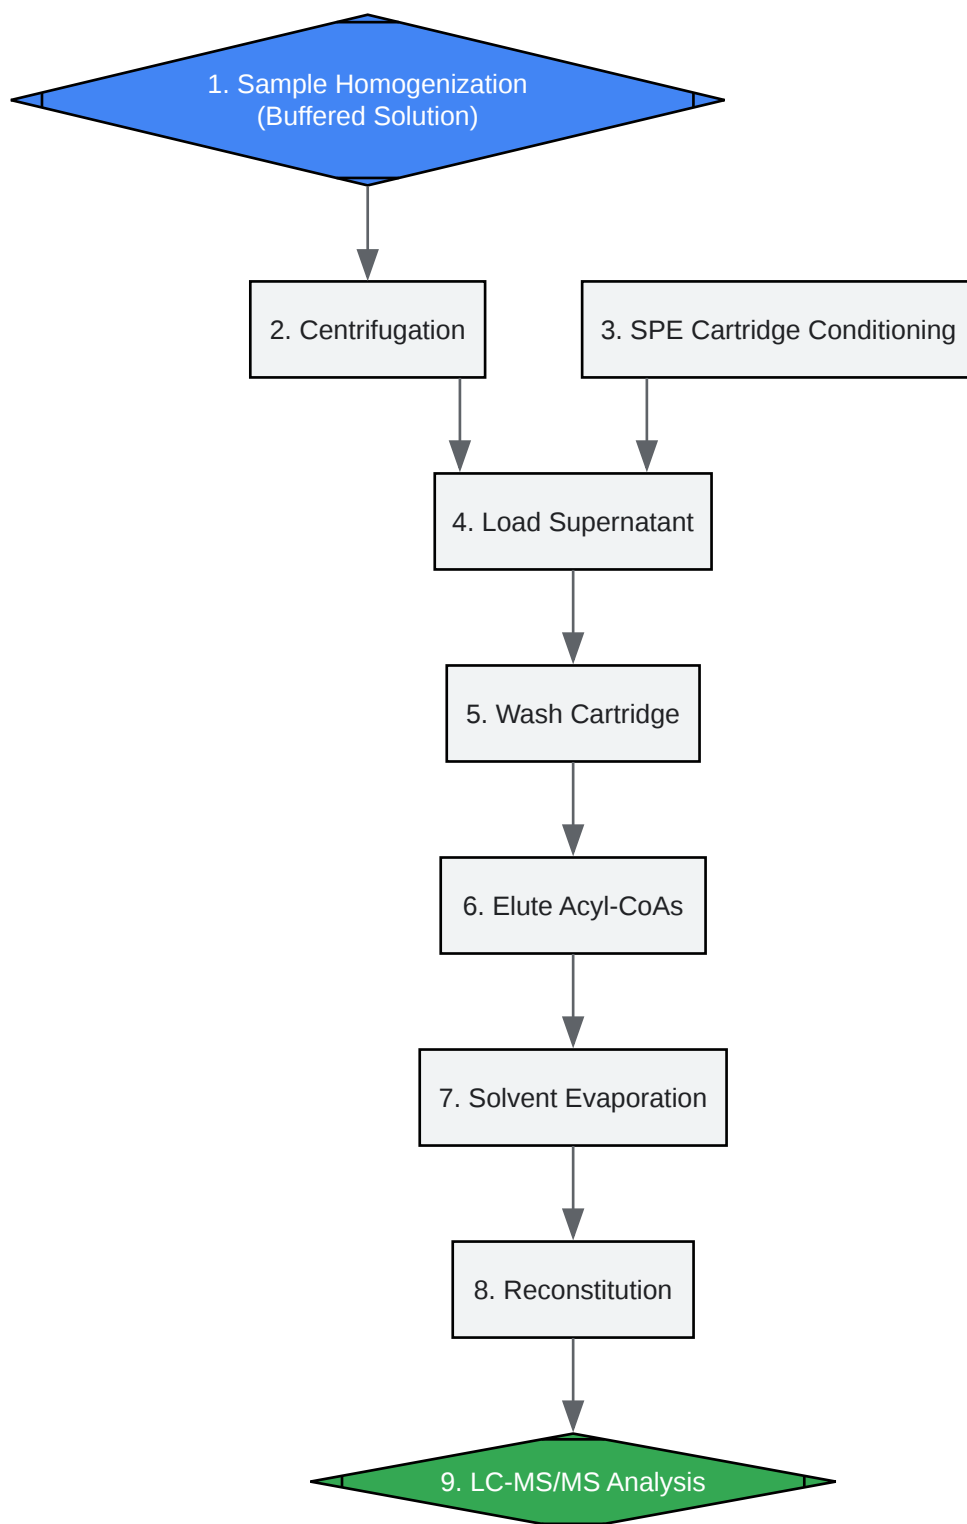 1. Sample Homogenization
(Buffered Solution)
2. Centrifugation
3. SPE Cartridge Conditioning
4. Load Supernatant
5. Wash Cartridge
6. Elute Acyl-CoAs
7. Solvent Evaporation
8. Reconstitution
9. LC-MS/MS Analysis